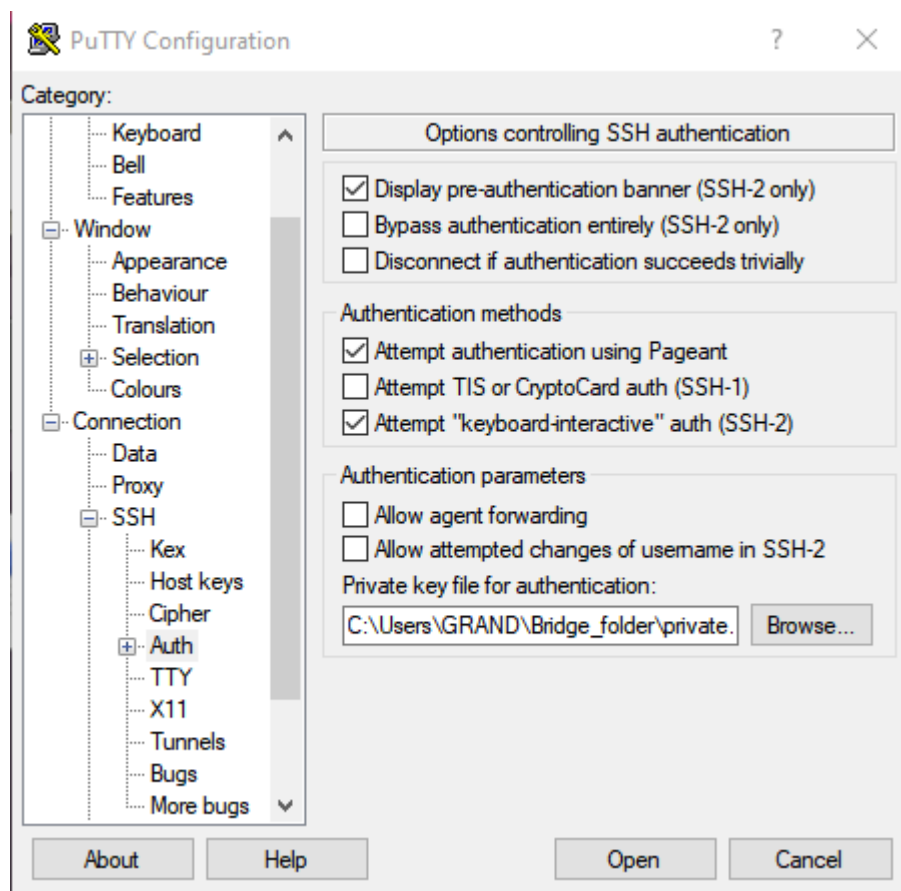 PuTTY Configuration ?
Category:
Keyboard
Bell
Features
Window
Appearance
Behaviour
Translation
Selection
Colours
Connection
Data
Proxy
SSH
Kex
Host keys
Cipher
Auth
TTY
X11
Tunnels
Bugs
More bugs
Options controlling SSH authentication
Display pre-authentication banner (SSH-2 only)
Bypass authentication entirely (SSH-2 only)
Disconnect if authentication succeeds trivially
Authentication methods
Attempt authentication using Pageant
Attempt TIS or CryptoCard auth (SSH-1)
Attempt "keyboard-interactive" auth (SSH-2)
Authentication parameters
Allow agent forwarding
Allow attempted changes of username in SSH-2
Private key file for authentication:
C:\Users\GRAND\Bridge_folder\private. Browse...
About Help Open Cancel